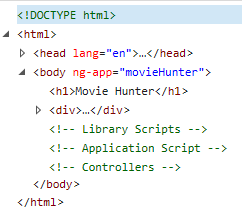 <!DOCTYPE html>
<html>
<head lang="en">…</head>
<body ng-app="movieHunter">
<h1>Movie Hunter</h1>
<div>…</div>
<!-- Library Scripts -->
<!-- Application Script -->
<!-- Controllers -->
</body>
</html>